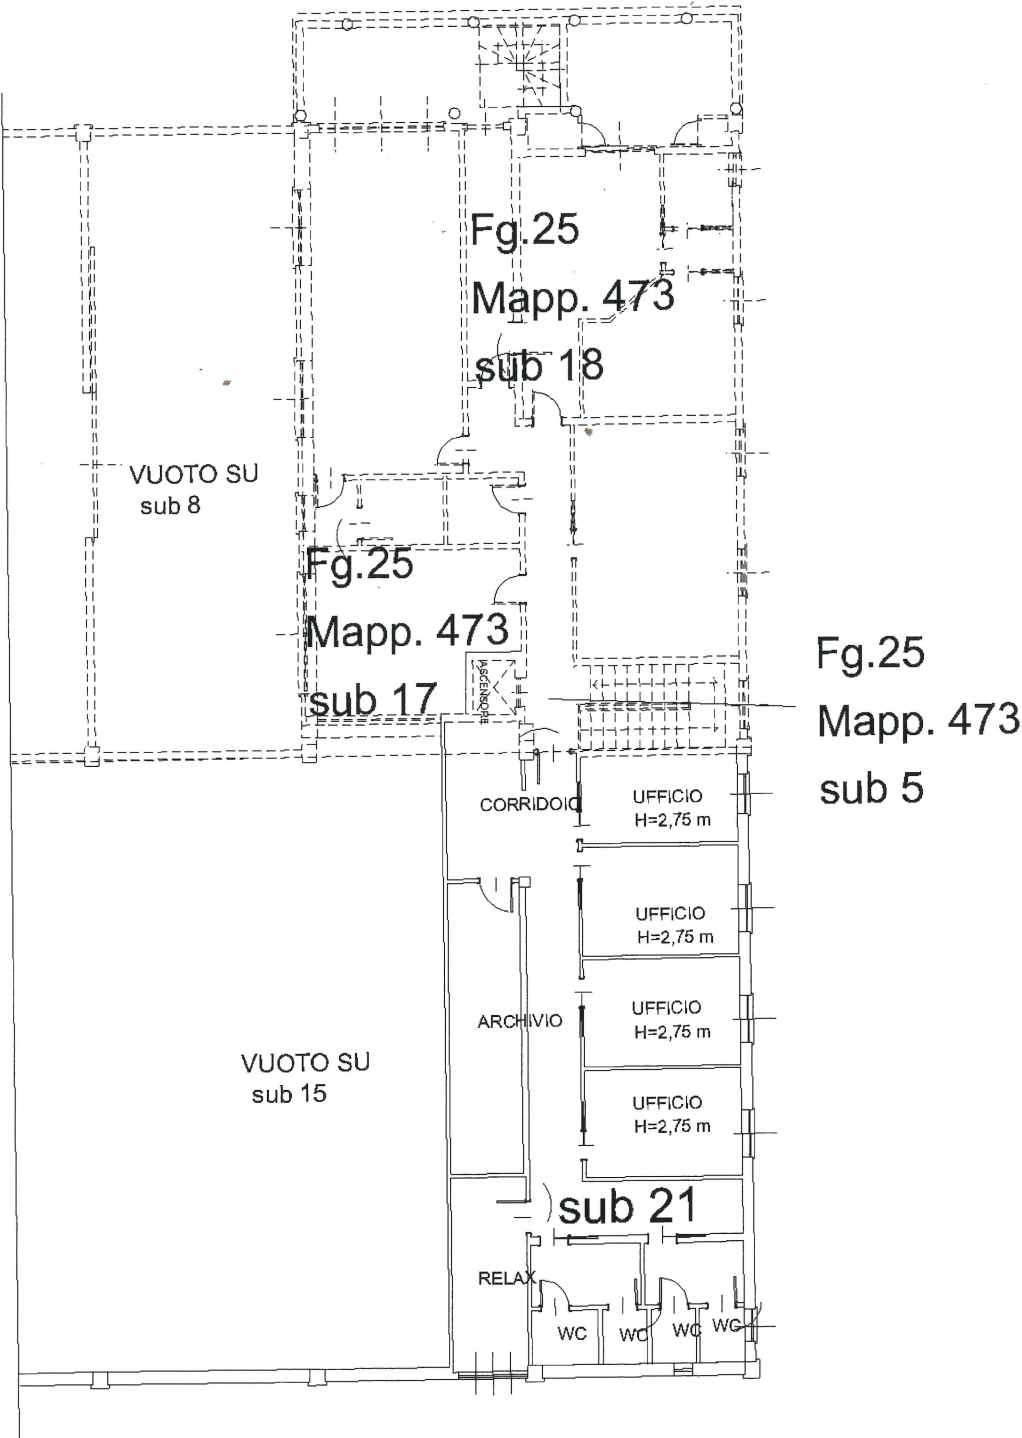 Fg.25
Mapp. 473
sub 18
VUOTO SU
sub 8
Fg.25
Mapp. 473
sub 17
ASCENSORE
Fg.25
Mapp. 473
sub 5
CORRIDOIO
UFFICIO
H=2,75 m
UFFICIO
H=2,75 m
ARCHIVIO
UFFICIO
H=2,75 m
VUOTO SU
sub 15
UFFICIO
H=2,75 m
sub 21
RELAX
WC
WC
WC
WC